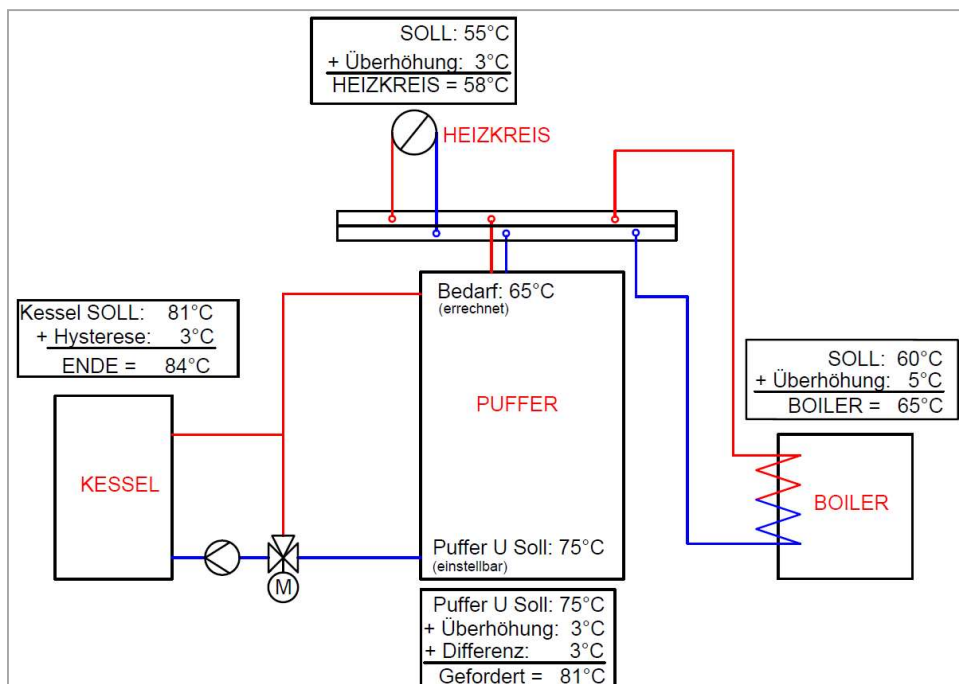 SOLL: 55°C
+ Überhöhung: 3°C
HEIZKREIS = 58°C
HEIZKREIS
Bedarf: 65°C
(errechnet)
Kessel SOLL: 81°C
+ Hysterese: 3°C
ENDE = 84°C
SOLL: 60°C
+ Überhöhung: 5°C
BOILER = 65°C
PUFFER
KESSEL
BOILER
Puffer U Soll: 75°C
(einstellbar)
M
Puffer U Soll: 75°C
+ Überhöhung: 3°C
+ Differenz: 3°C
Gefordert = 81°C